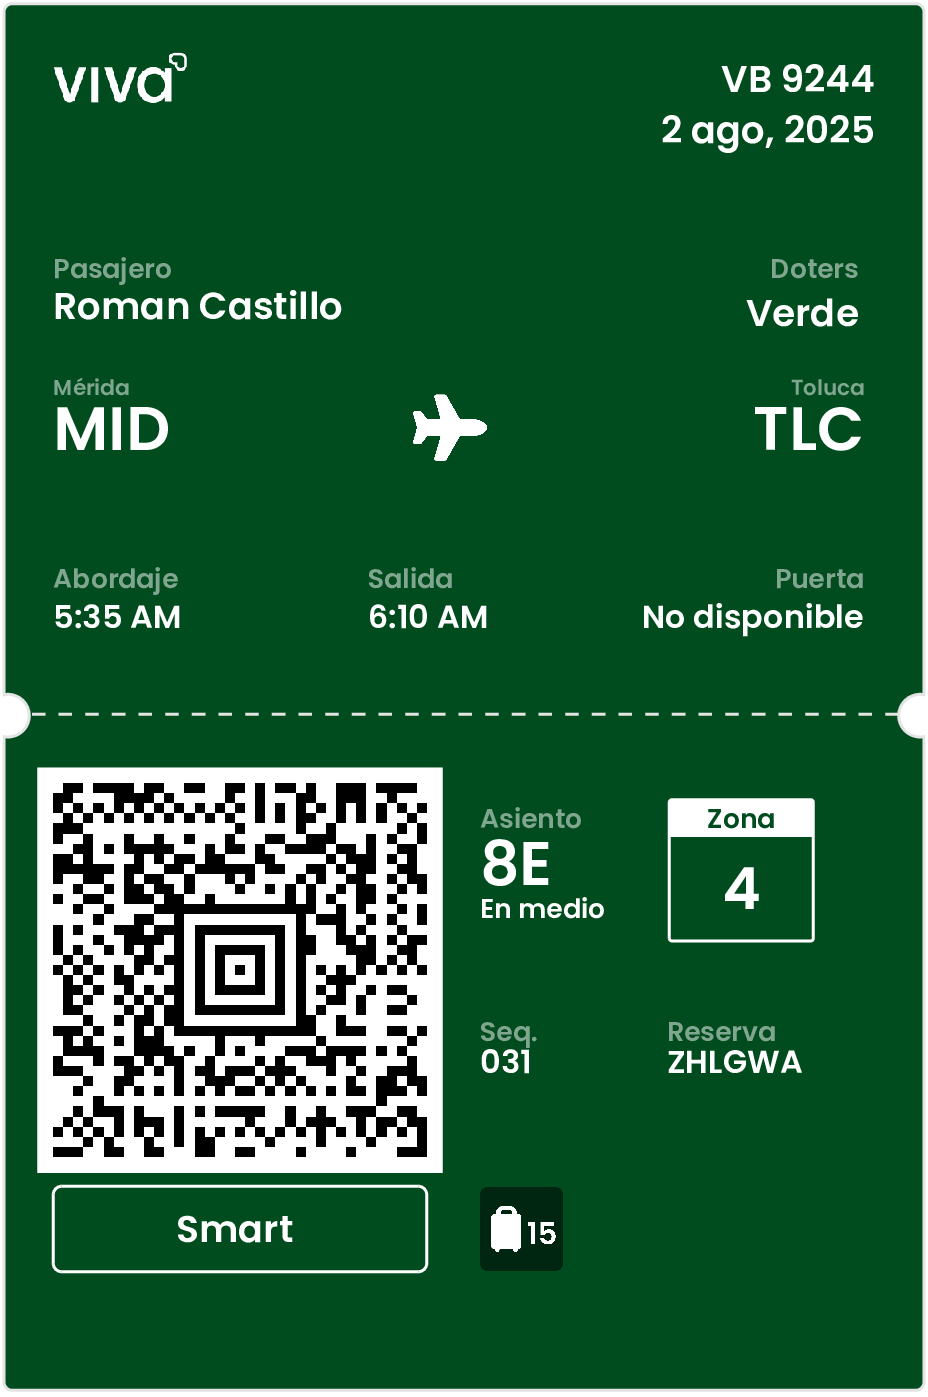 viva
VB 9244
2 ago, 2025
Pasajero
Roman Castillo
Doters
Verde
Mérida
MID
Toluca
TLC
Abordaje
5:35 AM
Salida
6:10 AM
Puerta
No disponible
Asiento
8E
En medio
Zona
4
Seq.
031
Reserva
ZHLGWA
Smart
15